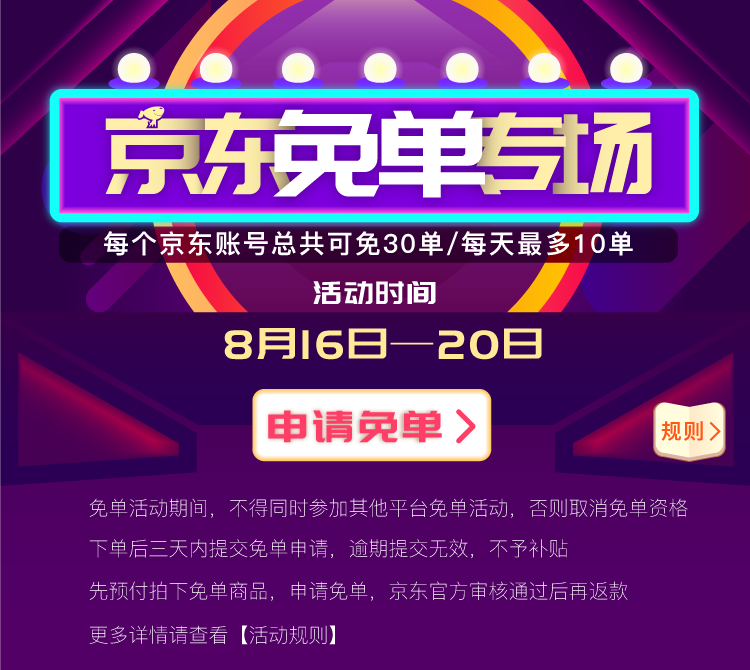 京东免单专场
每个京东账号总共可免30单/每天最多10单
活动时间
8月16日—20日
申请免单
规则
免单活动期间，不得同时参加其他平台免单活动，否则取消免单资格
下单后三天内提交免单申请，逾期提交无效，不予补贴
先预付拍下免单商品，申请免单，京东官方审核通过后再返款
更多详情请查看【活动规则】